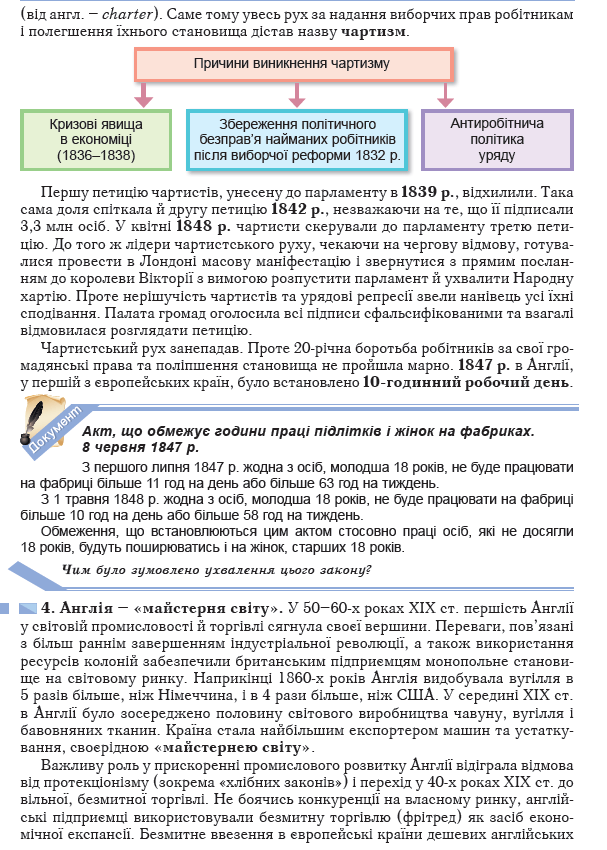 (від англ. – charter). Саме тому увесь рух за надання виборчих прав робітникам
і полегшення їхнього становища дістав назву чартизм.
Причини виникнення чартизму
Кризові явища
в економіці
(1836–1838)
Збереження політичного
безправ’я найманих робітників
після виборчої реформи 1832 р.
Антиробітнича
політика
уряду
Першу петицію чартистів, унесену до парламенту в 1839 р., відхилили. Така
сама доля спіткала й другу петицію 1842 р., незважаючи на те, що її підписали
3,3 млн осіб. У квітні 1848 р. чартисти скерували до парламенту третю пети-
цію. До того ж лідери чартистського руху, чекаючи на чергову відмову, готува-
лися провести в Лондоні масову маніфестацію і звернутися з прямим послан-
ням до королеви Вікторії з вимогою розпустити парламент й ухвалити Народну
хартію. Проте нерішучість чартистів та урядові репресії звели нанівець усі їхні
сподівання. Палата громад оголосила всі підписи сфальсифікованими та взагалі
відмовилася розглядати петицію.
Чартистський рух занепадав. Проте 20-річна боротьба робітників за свої гро-
мадянські права та поліпшення становища не пройшла марно. 1847 р. в Англії,
у першій з європейських країн, було встановлено 10-годинний робочий день.
Документ
Акт, що обмежує години праці підлітків і жінок на фабриках.
8 червня 1847 р.
З першого липня 1847 р. жодна з осіб, молодша 18 років, не буде працювати
на фабриці більше 11 год на день або більше 63 год на тиждень.
З 1 травня 1848 р. жодна з осіб, молодша 18 років, не буде працювати на фабриці
більше 10 год на день або більше 58 год на тиждень.
Обмеження, що встановлюються цим актом стосовно праці осіб, які не досягли
18 років, будуть поширюватись і на жінок, старших 18 років.
Чим було зумовлено ухвалення цього закону?
4. Англія – «майстерня світу». У 50–60-х роках XIX ст. першість Англії
у світовій промисловості й торгівлі сягнула своєї вершини. Переваги, пов’язані
з більш раннім завершенням індустріальної революції, а також використання
ресурсів колоній забезпечили британським підприємцям монопольне станови-
ще на світовому ринку. Наприкінці 1860-х років Англія видобувала вугілля в
5 разів більше, ніж Німеччина, і в 4 рази більше, ніж США. У середині XIX ст.
в Англії було зосереджено половину світового виробництва чавуну, вугілля і
бавовняних тканин. Країна стала найбільшим експортером машин та устатку-
вання, своєрідною «майстернею світу».
Важливу роль у прискоренні промислового розвитку Англії відіграла відмова
від протекціонізму (зокрема «хлібних законів») і перехід у 40-х роках XIX ст. до
вільної, безмитної торгівлі. Не боячись конкуренції на власному ринку, англій-
ські підприємці використовували безмитну торгівлю (фрітред) як засіб еконо-
мічної експансії. Безмитне ввезення в європейські країни дешевих англійських